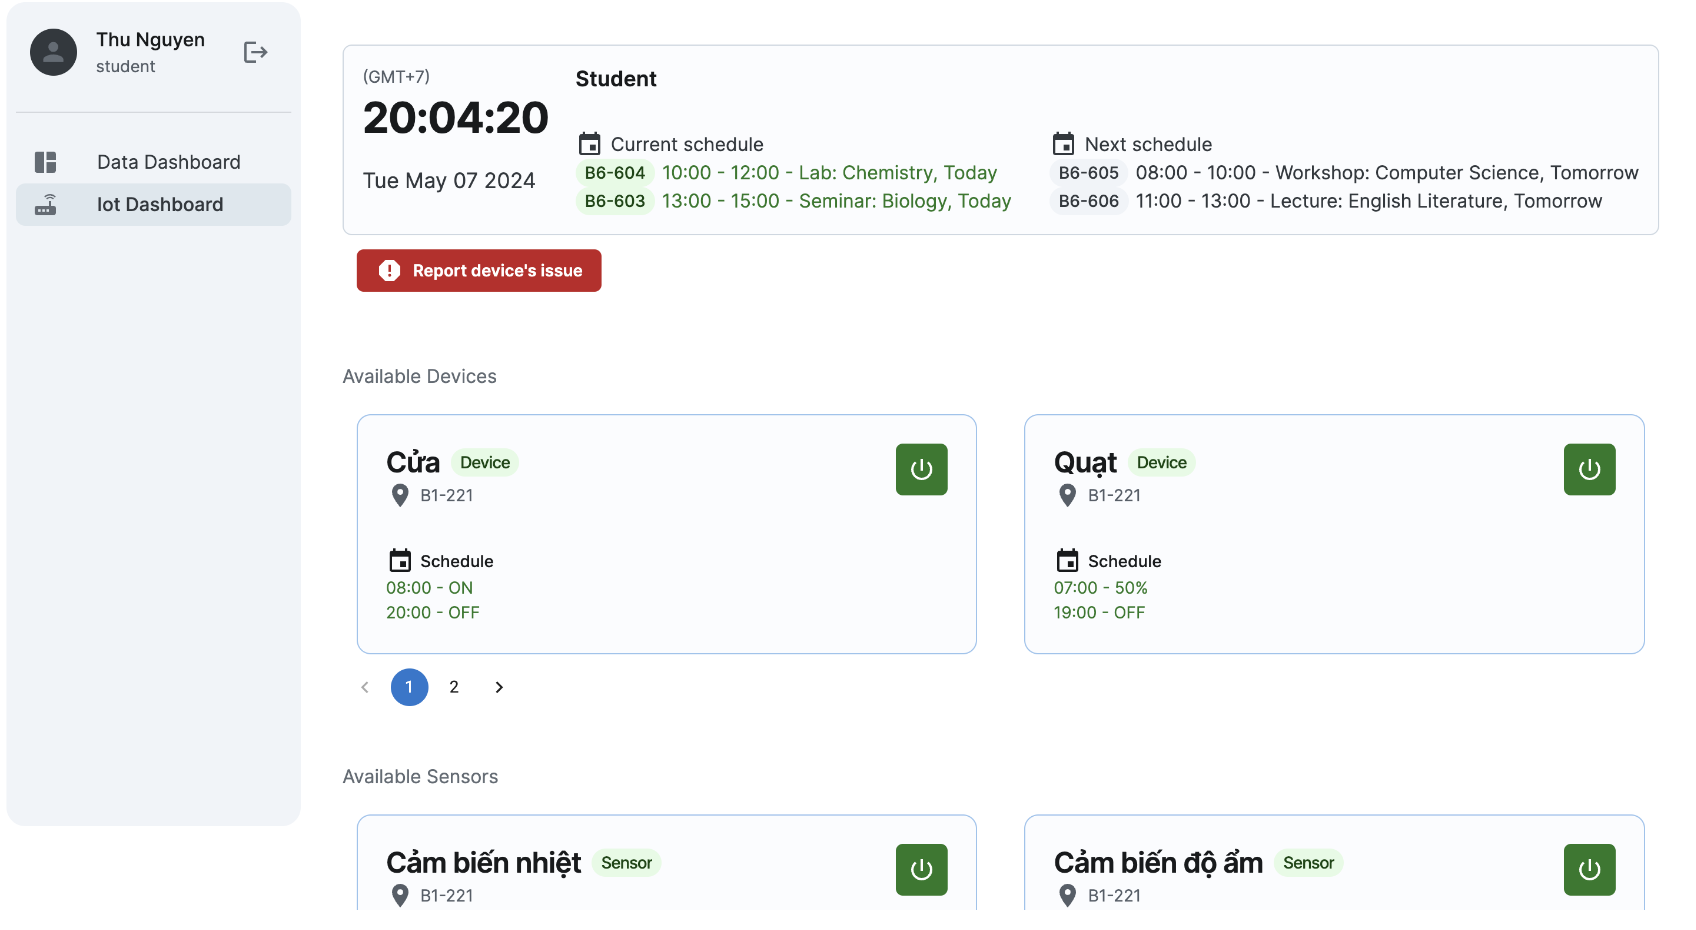 Thu Nguyen
student
Data Dashboard
Iot Dashboard
(GMT+7)
20:04:20
Tue May 07 2024
Student
Current schedule
B6-604 10:00 - 12:00 - Lab: Chemistry, Today
B6-603 13:00 - 15:00 - Seminar: Biology, Today
Next schedule
B6-605 08:00 - 10:00 - Workshop: Computer Science, Tomorrow
B6-606 11:00 - 13:00 - Lecture: English Literature, Tomorrow
Report device's issue
Available Devices
Cửa Device
B1-221
Schedule
08:00 - ON
20:00 - OFF
Quạt Device
B1-221
Schedule
07:00 - 50%
19:00 - OFF
1 2
Available Sensors
Cảm biến nhiệt Sensor
B1-221
Cảm biến độ ẩm Sensor
B1-221